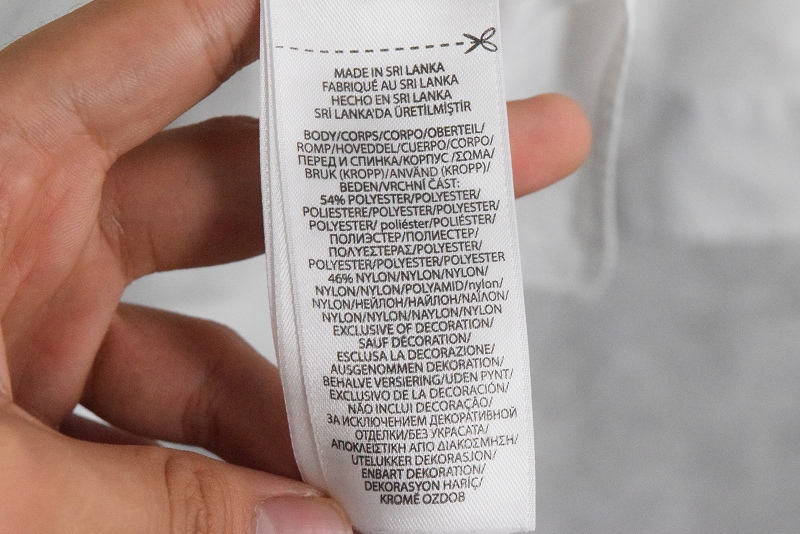 MADE IN SRI LANKA
FABRIQUÉ AU SRI LANKA
HECHO EN SRI LANKA
SRİ LANKA'DA ÜRETİLMİŞTİR
BODY/CORPS/CORPO/OBERTEIL/
ROMP/HOVEDDEL/CUERPO/CORPO/
ПЕРЕД И СПИНКА/КОРПУС /ΣΩΜΑ/
BRUK (KROPP)/ANVÄND (KROPP)/
BEDEN/VRCHNÍ ČÁST:
54% POLYESTER/POLYESTER/
POLIESTERE/POLYESTER/POLYESTER/
POLYESTER/ poliéster/POLIÉSTER/
ПОЛИЭСТЕР/ПОЛИЕСТЕР/
ΠΟΛΥΕΣΤΕΡΑΣ/POLYESTER/
POLYESTER/POLYESTER/POLYESTER
46% NYLON/NYLON/NYLON/
NYLON/NYLON/POLYAMID/nylon/
NYLON/НЕЙЛОН/НАЙЛОН/ΝΑΪΛΟΝ/
NYLON/NYLON/NAYLON/NYLON
EXCLUSIVE OF DECORATION/
SAUF DÉCORATION/
ESCLUSA LA DECORAZIONE/
AUSGENOMMEN DEKORATION/
BEHALVE VERSIERING/UDEN PYNT/
EXCLUSIVO DE LA DECORACIÓN/
NÃO INCLUI DECORAÇÃO/
ЗА ИСКЛЮЧЕНИЕМ ДЕКОРАТИВНОЙ
ОТДЕЛКИ/БЕЗ УКРАСАТА/
ΑΠΟΚΛΕΙΣΤΙΚΗ ΑΠΟ ΔΙΑΚΟΣΜΗΣΗ/
UTELUKKER DEKORASJON/
ENBART DEKORATION/
DEKORASYON HARİÇ/
KROMĚ OZDOB